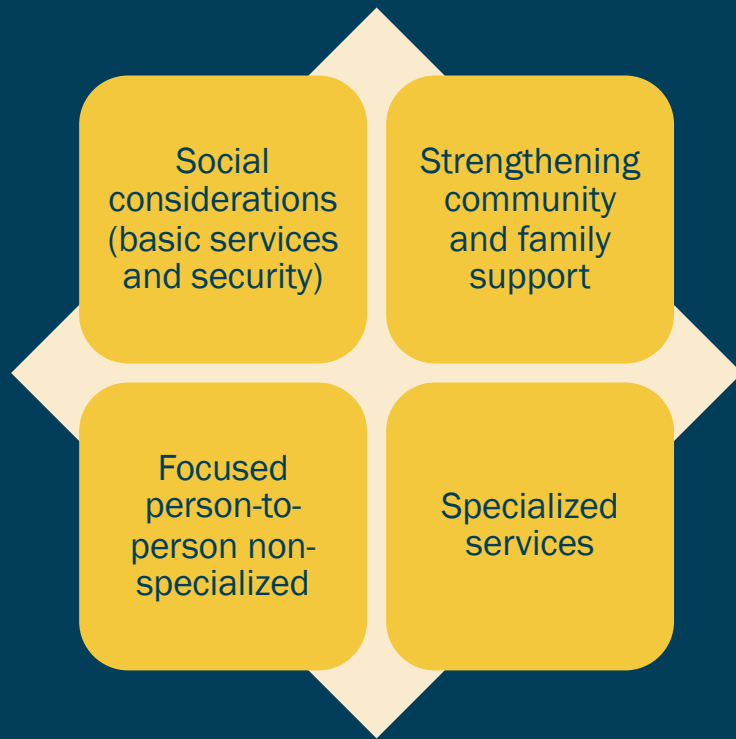 Social
considerations
(basic services
and security)
Strengthening
community
and family
support
Focused
person-to-
person non-
specialized
Specialized
services